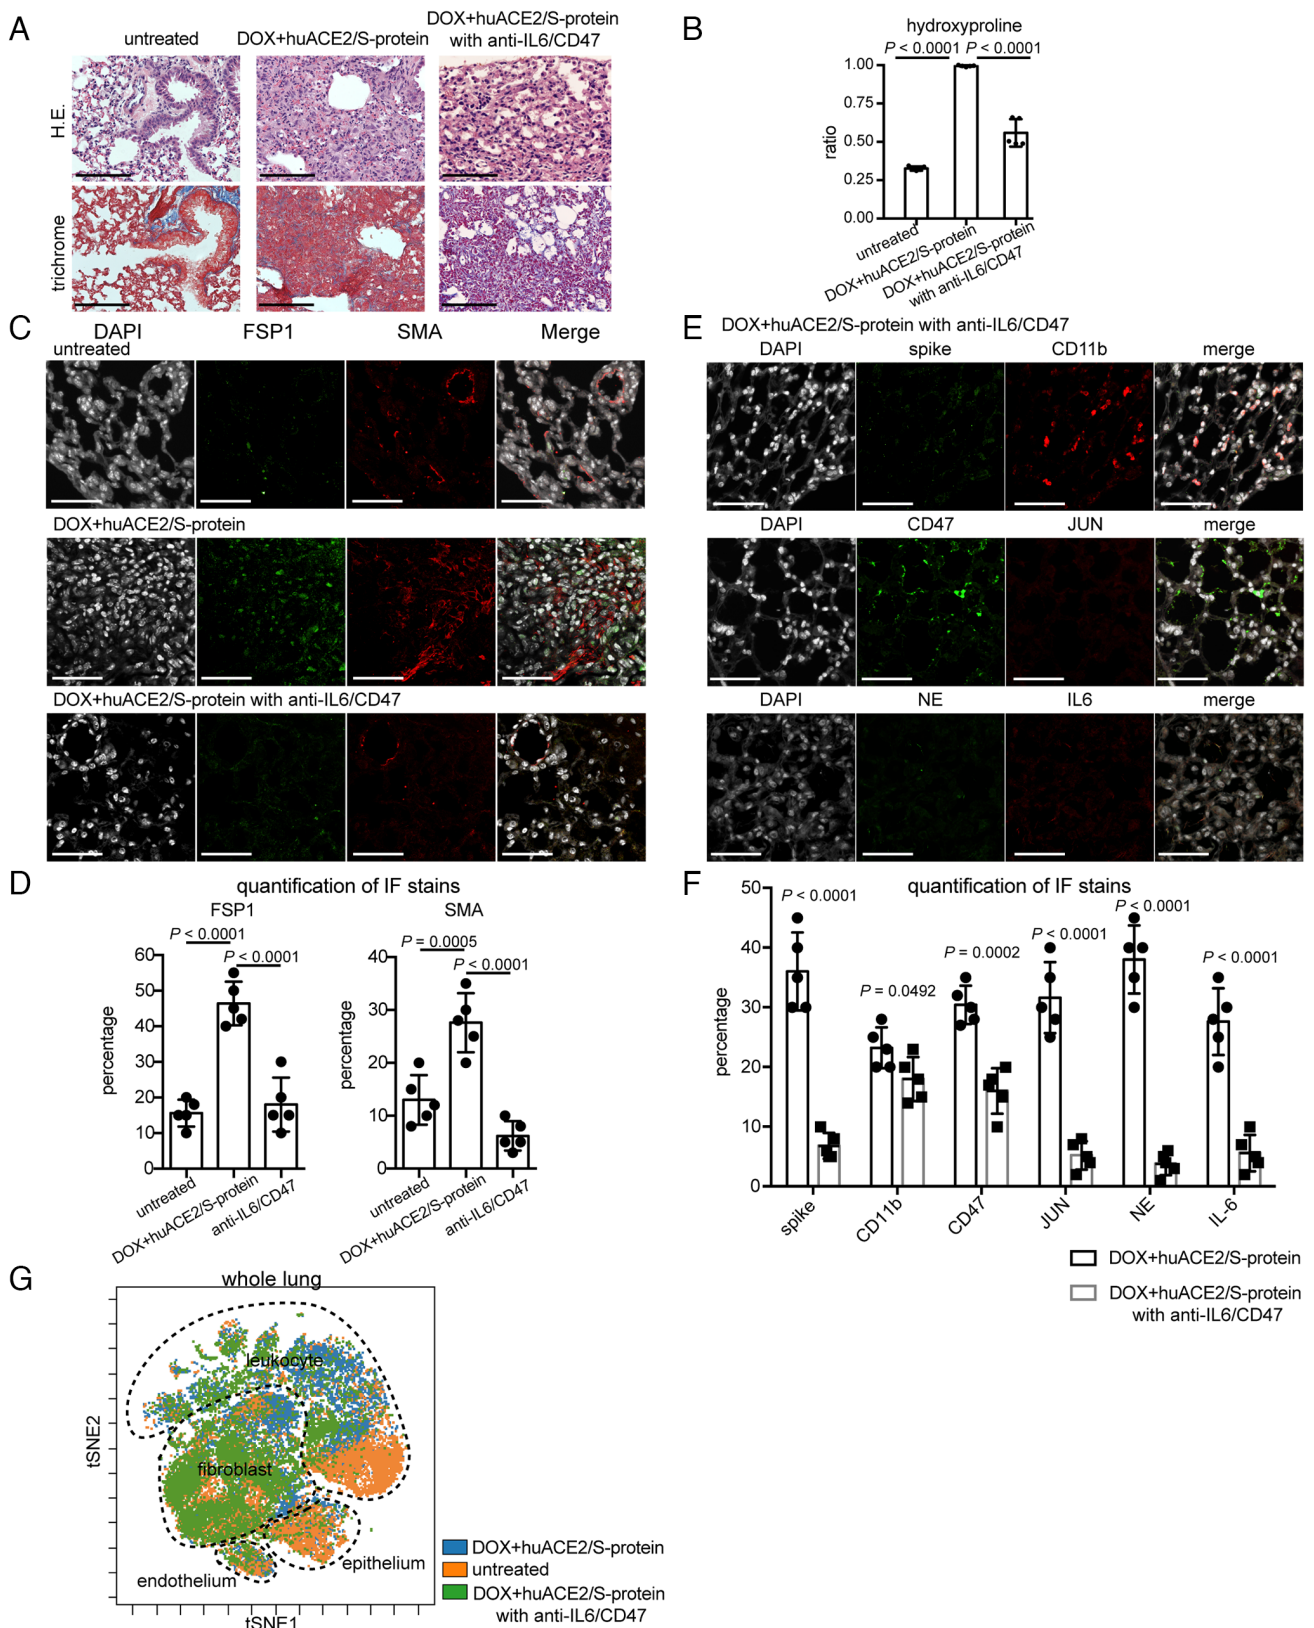 A
untreated
DOX+huACE2/S-protein
DOX+huACE2/S-protein
with anti-IL6/CD47
H.E.
trichrome
B
hydroxyproline
P < 0.0001
P < 0.0001
1.00
0.75
0.50
0.25
0.00
ratio
untreated
DOX+huACE2/S-protein
DOX+huACE2/S-protein
with anti-IL6/CD47
C
DAPI
FSP1
SMA
Merge
untreated
DOX+huACE2/S-protein
DOX+huACE2/S-protein with anti-IL6/CD47
E
DOX+huACE2/S-protein with anti-IL6/CD47
DAPI
spike
CD11b
merge
DAPI
CD47
JUN
merge
DAPI
NE
IL6
merge
D
quantification of IF stains
FSP1
P < 0.0001
P < 0.0001
60
50
40
30
20
10
0
percentage
untreated
DOX+huACE2/S-protein
anti-IL6/CD47
SMA
P = 0.0005
P < 0.0001
40
30
20
10
0
percentage
untreated
DOX+huACE2/S-protein
anti-IL6/CD47
F
quantification of IF stains
50
40
30
20
10
0
percentage
P < 0.0001
P = 0.0492
P = 0.0002
P < 0.0001
P < 0.0001
P < 0.0001
spike
CD11b
CD47
JUN
NE
IL-6
DOX+huACE2/S-protein
DOX+huACE2/S-protein
with anti-IL6/CD47
G
whole lung
leukocyte
fibroblast
epithelium
endothelium
tSNE2
tSNE1
DOX+huACE2/S-protein
untreated
DOX+huACE2/S-protein
with anti-IL6/CD47